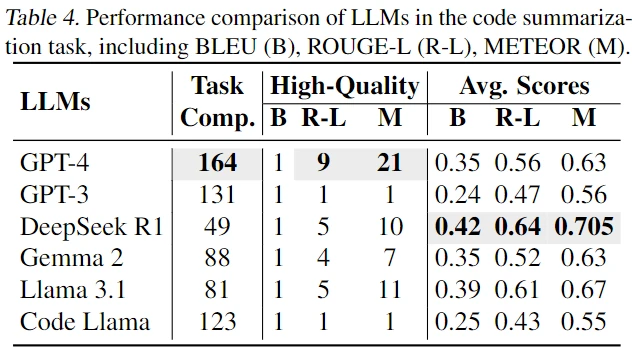 Table 4. Performance comparison of LLMs in the code summariza-
tion task, including BLEU (B), ROUGE-L (R-L), METEOR (M).
LLMs Task Comp. High-Quality Avg. Scores
B R-L M B R-L M
GPT-4 164 1 9 21 0.35 0.56 0.63
GPT-3 131 1 1 1 0.24 0.47 0.56
DeepSeek R1 49 1 5 10 0.42 0.64 0.705
Gemma 2 88 1 4 7 0.35 0.52 0.63
Llama 3.1 81 1 5 11 0.39 0.61 0.67
Code Llama 123 1 1 1 0.25 0.43 0.55